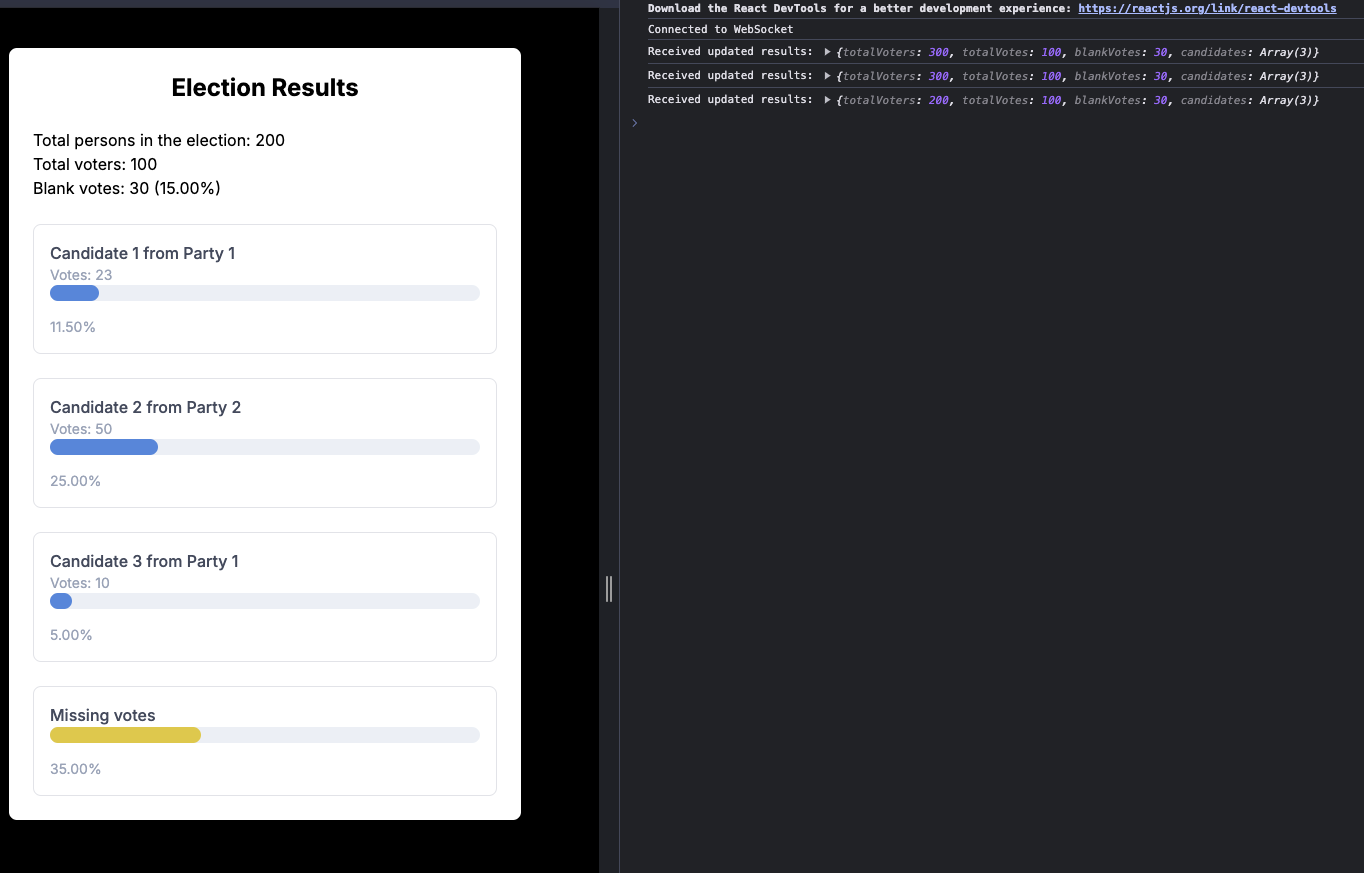 Election Results
Total persons in the election: 200
Total voters: 100
Blank votes: 30 (15.00%)
Candidate 1 from Party 1
Votes: 23
11.50%
Candidate 2 from Party 2
Votes: 50
25.00%
Candidate 3 from Party 1
Votes: 10
5.00%
Missing votes
35.00%
Download the React DevTools for a better development experience: https://reactjs.org/link/react-devtools
Connected to WebSocket
Received updated results: ▶ {totalVoters: 300, totalVotes: 100, blankVotes: 30, candidates: Array(3)}
Received updated results: ▶ {totalVoters: 300, totalVotes: 100, blankVotes: 30, candidates: Array(3)}
Received updated results: ▶ {totalVoters: 200, totalVotes: 100, blankVotes: 30, candidates: Array(3)}